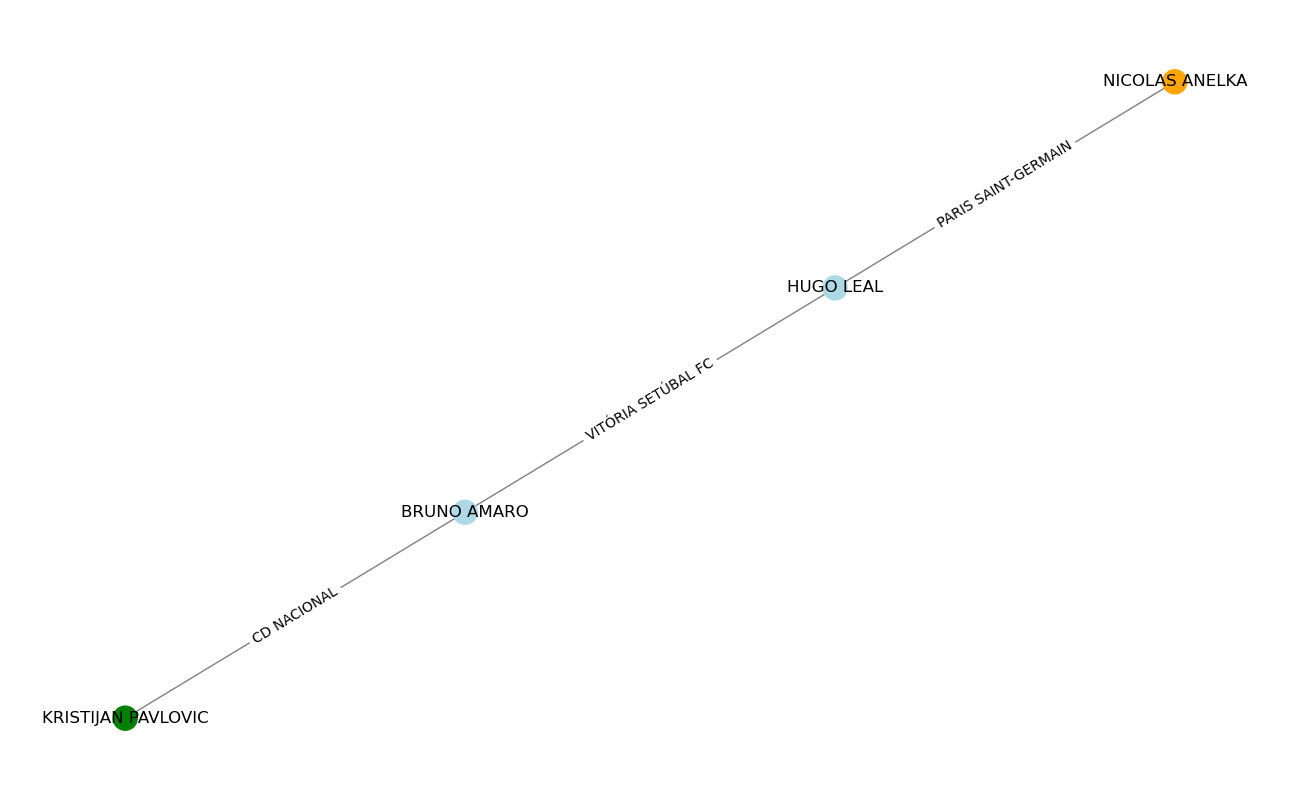 NICOLAS ANELKA
PARIS SAINT-GERMAIN
HUGO LEAL
VITÓRIA SETÚBAL FC
BRUNO AMARO
CD NACIONAL
KRISTIJAN PAVLOVIC